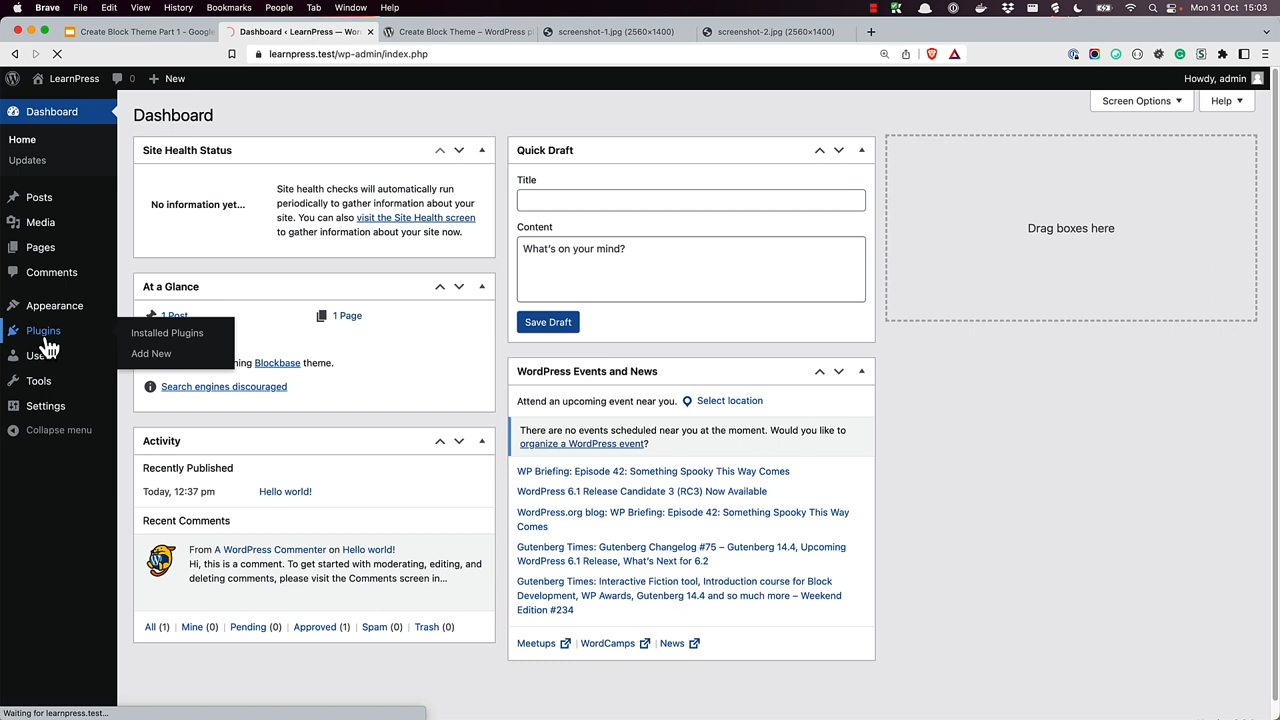 Brave File Edit View History Bookmarks People Tab Window Help Mon 31 Oct 15:03
Create Block Theme Part 1 - Google Dashboard ‹ LearnPress — Wor Create Block Theme – WordPress p screenshot-1.jpg (2560×1400) screenshot-2.jpg (2560×1400)
learnpress.test/wp-admin/index.php
LearnPress 0 New Howdy, admin
Screen Options Help
Dashboard
Home
Updates
Posts
Media
Pages
Comments
Appearance
Plugins
Installed Plugins
Add New
Tools
Settings
Collapse menu
Dashboard
Site Health Status
No information yet...
Site health checks will automatically run
periodically to gather information about your
site. You can also visit the Site Health screen
to gather information about your site now.
At a Glance
1 Post 1 Page
Blockbase theme.
Search engines discouraged
Activity
Recently Published
Today, 12:37 pm Hello world!
Recent Comments
From A WordPress Commenter on Hello world!
Hi, this is a comment. To get started with moderating, editing, and
deleting comments, please visit the Comments screen in...
All (1) | Mine (0) | Pending (0) | Approved (1) | Spam (0) | Trash (0)
Quick Draft
Title
Content
What's on your mind?
Save Draft
WordPress Events and News
Attend an upcoming event near you. Select location
There are no events scheduled near you at the moment. Would you like to
organize a WordPress event?
WP Briefing: Episode 42: Something Spooky This Way Comes
WordPress 6.1 Release Candidate 3 (RC3) Now Available
WordPress.org blog: WP Briefing: Episode 42: Something Spooky This Way
Comes
Gutenberg Times: Gutenberg Changelog #75 – Gutenberg 14.4, Upcoming
WordPress 6.1 Release, What's Next for 6.2
Gutenberg Times: Interactive Fiction tool, Introduction course for Block
Development, WP Awards, Gutenberg 14.4 and so much more – Weekend
Edition #234
Meetups | WordCamps | News
Drag boxes here
Waiting for learnpress.test...